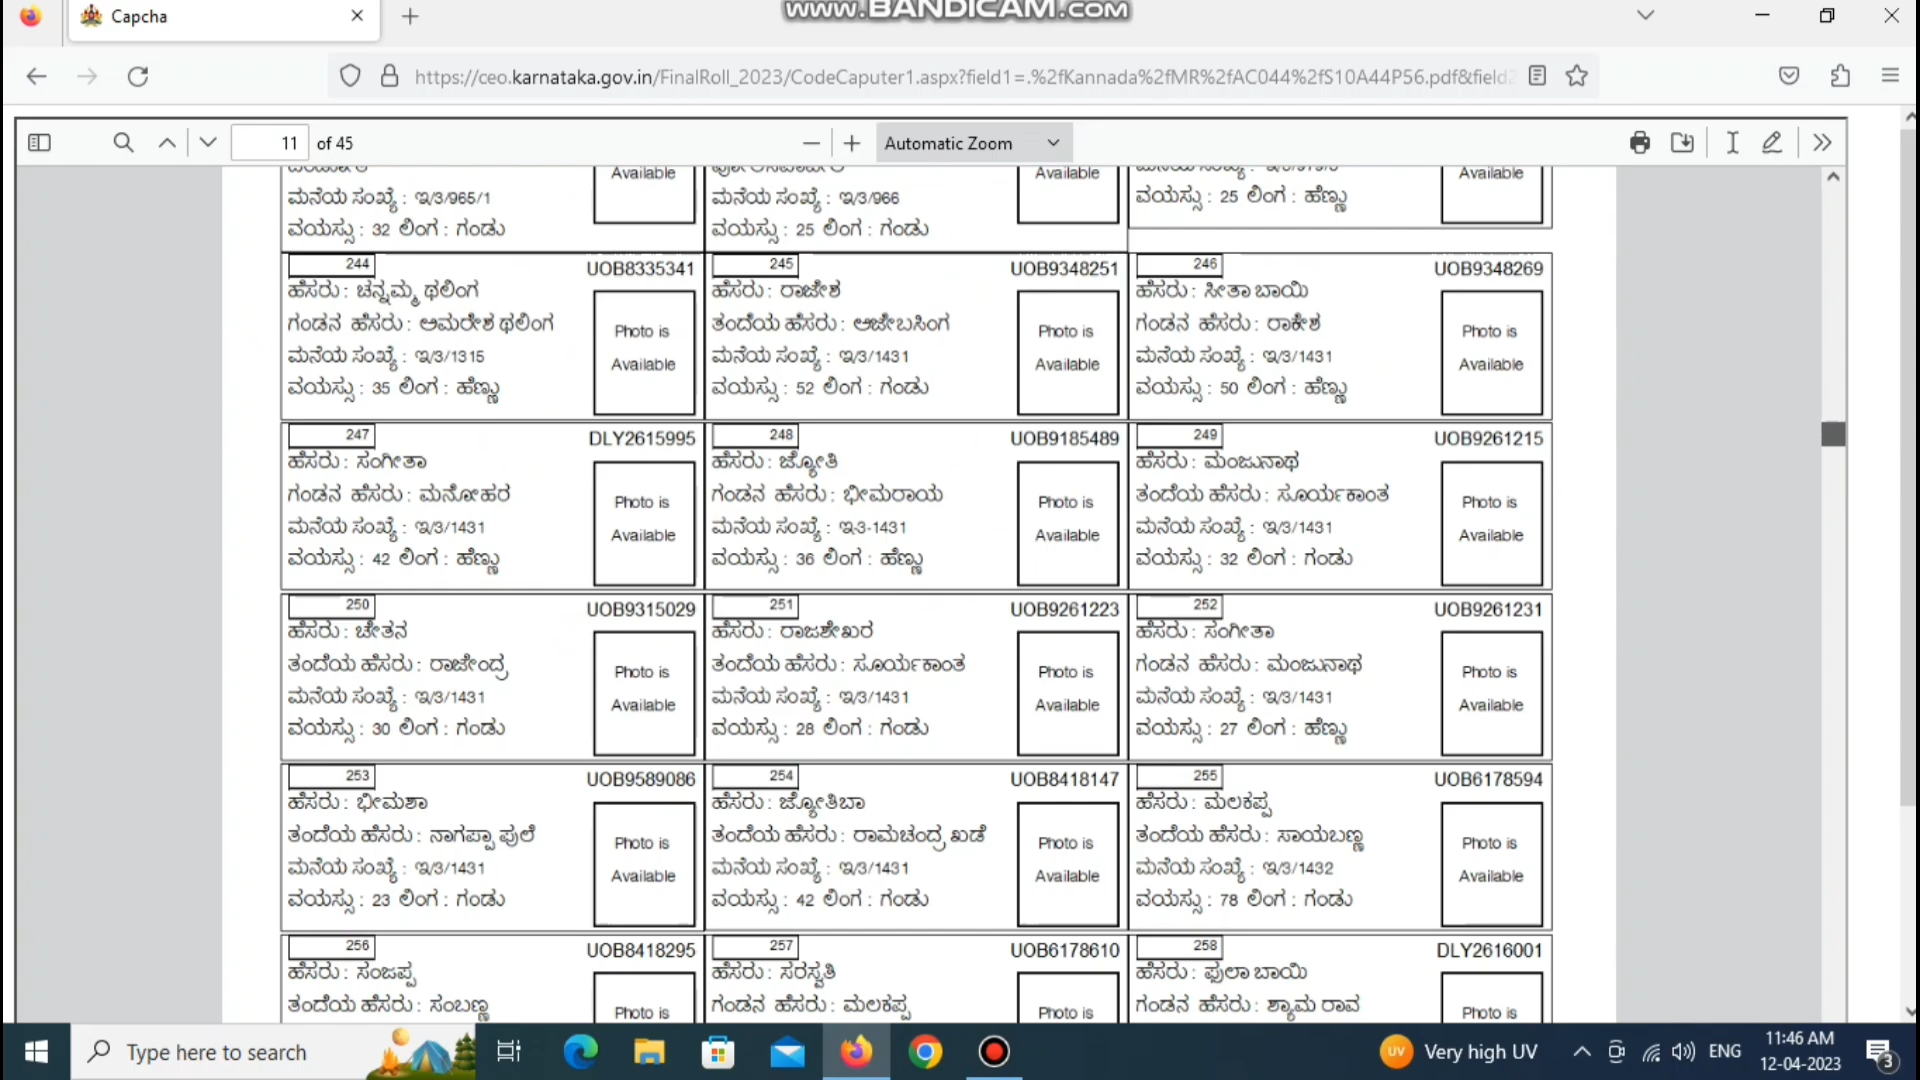 www.BANDICAM.com
Capcha
https://ceo.karnataka.gov.in/FinalRoll_2023/CodeCaputer1.aspx?field1=.%2fKannada%2fMR%2fAC044%2fS10A44P56.pdf&field2
11 of 45
Automatic Zoom
Available Available Available
ಮನೆಯ ಸಂಖ್ಯೆ : ಇ/3/965/1
ವಯಸ್ಸು : 32 ಲಿಂಗ : ಗಂಡು
ಮನೆಯ ಸಂಖ್ಯೆ : ಇ/3/966
ವಯಸ್ಸು : 25 ಲಿಂಗ : ಗಂಡು
ವಯಸ್ಸು : 25 ಲಿಂಗ : ಹೆಣ್ಣು
244 UOB8335341
ಹೆಸರು : ಚನ್ನಮ್ಮ ಥಲಿಂಗ
ಗಂಡನ ಹೆಸರು : ಅಮರೇಶ ಥಲಿಂಗ
ಮನೆಯ ಸಂಖ್ಯೆ : ಇ/3/1315
ವಯಸ್ಸು : 35 ಲಿಂಗ : ಹೆಣ್ಣು
Photo is
Available
245 UOB9348251
ಹೆಸರು : ರಾಜೇಶ
ತಂದೆಯ ಹೆಸರು : ಅಜೇಬಸಿಂಗ
ಮನೆಯ ಸಂಖ್ಯೆ : ಇ/3/1431
ವಯಸ್ಸು : 52 ಲಿಂಗ : ಗಂಡು
Photo is
Available
246 UOB9348269
ಹೆಸರು : ಸೀತಾ ಬಾಯಿ
ಗಂಡನ ಹೆಸರು : ರಾಕೇಶ
ಮನೆಯ ಸಂಖ್ಯೆ : ಇ/3/1431
ವಯಸ್ಸು : 50 ಲಿಂಗ : ಹೆಣ್ಣು
Photo is
Available
247 DLY2615995
ಹೆಸರು : ಸಂಗೀತಾ
ಗಂಡನ ಹೆಸರು : ಮನೋಹರ
ಮನೆಯ ಸಂಖ್ಯೆ : ಇ/3/1431
ವಯಸ್ಸು : 42 ಲಿಂಗ : ಹೆಣ್ಣು
Photo is
Available
248 UOB9185489
ಹೆಸರು : ಜ್ಯೋತಿ
ಗಂಡನ ಹೆಸರು : ಭೀಮರಾಯ
ಮನೆಯ ಸಂಖ್ಯೆ : ಇ-3-1431
ವಯಸ್ಸು : 36 ಲಿಂಗ : ಹೆಣ್ಣು
Photo is
Available
249 UOB9261215
ಹೆಸರು : ಮಂಜುನಾಥ
ತಂದೆಯ ಹೆಸರು : ಸೂರ್ಯಕಾಂತ
ಮನೆಯ ಸಂಖ್ಯೆ : ಇ/3/1431
ವಯಸ್ಸು : 32 ಲಿಂಗ : ಗಂಡು
Photo is
Available
250 UOB9315029
ಹೆಸರು : ಚೇತನ
ತಂದೆಯ ಹೆಸರು : ರಾಜೇಂದ್ರ
ಮನೆಯ ಸಂಖ್ಯೆ : ಇ/3/1431
ವಯಸ್ಸು : 30 ಲಿಂಗ : ಗಂಡು
Photo is
Available
251 UOB9261223
ಹೆಸರು : ರಾಜಶೇಖರ
ತಂದೆಯ ಹೆಸರು : ಸೂರ್ಯಕಾಂತ
ಮನೆಯ ಸಂಖ್ಯೆ : ಇ/3/1431
ವಯಸ್ಸು : 28 ಲಿಂಗ : ಗಂಡು
Photo is
Available
252 UOB9261231
ಹೆಸರು : ಸಂಗೀತಾ
ಗಂಡನ ಹೆಸರು : ಮಂಜುನಾಥ
ಮನೆಯ ಸಂಖ್ಯೆ : ಇ/3/1431
ವಯಸ್ಸು : 27 ಲಿಂಗ : ಹೆಣ್ಣು
Photo is
Available
253 UOB9589086
ಹೆಸರು : ಭೀಮಶಾ
ತಂದೆಯ ಹೆಸರು : ನಾಗಪ್ಪಾ ಫುಲೆ
ಮನೆಯ ಸಂಖ್ಯೆ : ಇ/3/1431
ವಯಸ್ಸು : 23 ಲಿಂಗ : ಗಂಡು
Photo is
Available
254 UOB8418147
ಹೆಸರು : ಜ್ಯೋತಿಬಾ
ತಂದೆಯ ಹೆಸರು : ರಾಮಚಂದ್ರ ಖಡೆ
ಮನೆಯ ಸಂಖ್ಯೆ : ಇ/3/1431
ವಯಸ್ಸು : 42 ಲಿಂಗ : ಗಂಡು
Photo is
Available
255 UOB6178594
ಹೆಸರು : ಮಲಕಪ್ಪ
ತಂದೆಯ ಹೆಸರು : ಸಾಯಬಣ್ಣ
ಮನೆಯ ಸಂಖ್ಯೆ : ಇ/3/1432
ವಯಸ್ಸು : 78 ಲಿಂಗ : ಗಂಡು
Photo is
Available
256 UOB8418295
ಹೆಸರು : ಸಂಜಪ್ಪ
ತಂದೆಯ ಹೆಸರು : ಸಂಬಣ್ಣ
Photo is
257 UOB6178610
ಹೆಸರು : ಸರಸ್ವತಿ
ಗಂಡನ ಹೆಸರು : ಮಲಕಪ್ಪ
Photo is
258 DLY2616001
ಹೆಸರು : ಫುಲಾ ಬಾಯಿ
ಗಂಡನ ಹೆಸರು : ಶ್ಯಾಮ ರಾವ
Photo is
Type here to search
UV Very high UV
ENG
11:46 AM
12-04-2023
3